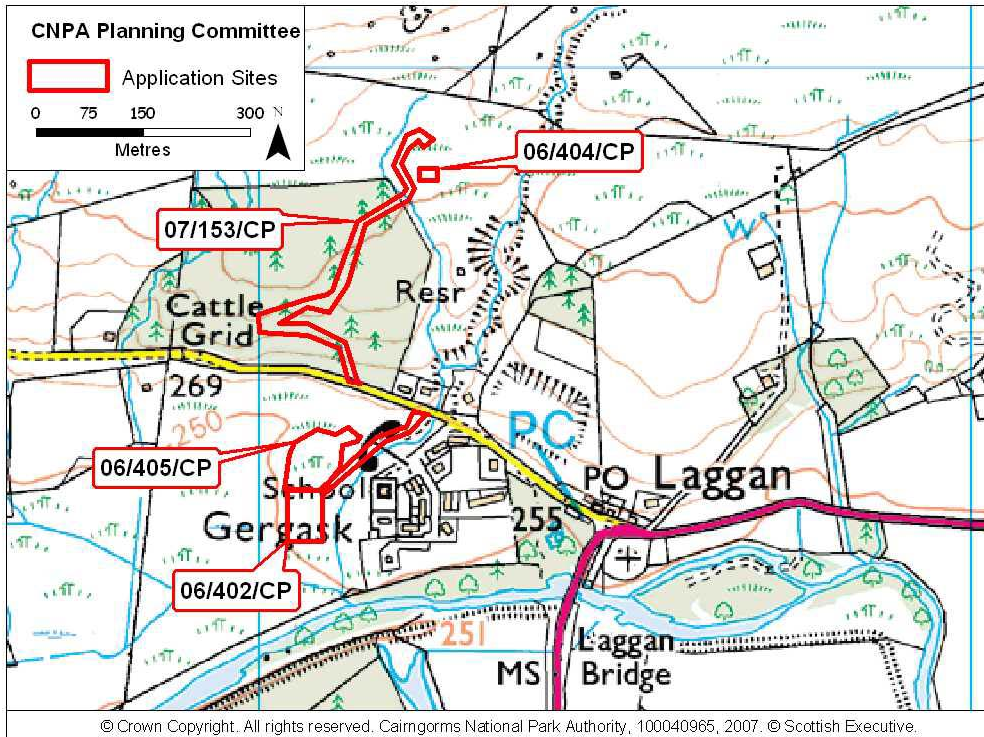 CNPA Planning Committee
Application Sites
0 75 150 300 N
Metres
06/404/CP
07/153/CP
W
Resr
Cattle
Grid
269
250
PC
06/405/CP
School
PO Laggan
Gergask
255
06/402/CP
251
Laggan
MS Bridge
© Crown Copyright. All rights reserved. Cairngorms National Park Authority, 100040965, 2007. © Scottish Executive.